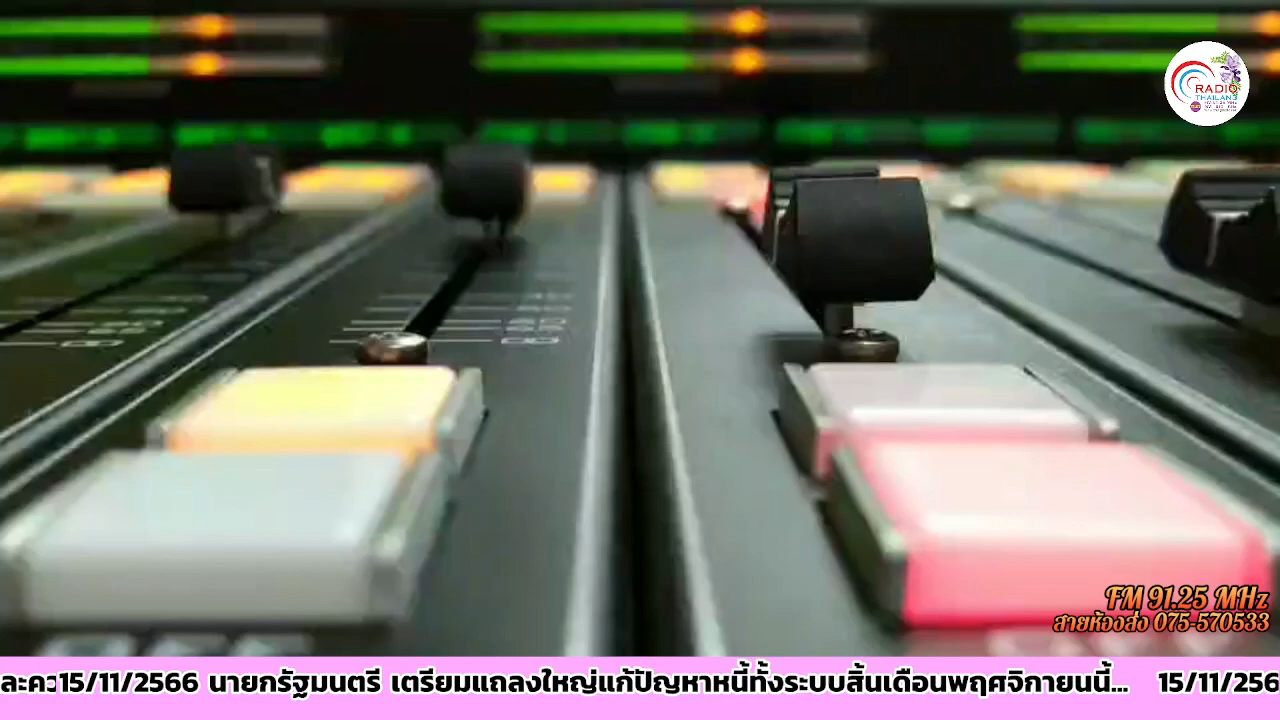 RADIO
THAILAND
FM 91.25 MHz
สายห้องส่ง 075-570533
ละคว15/11/2566 นายกรัฐมนตรี เตรียมแถลงใหญ่แก้ปัญหาหนี้ทั้งระบบสิ้นเดือนพฤศจิกายนนี้... 15/11/256